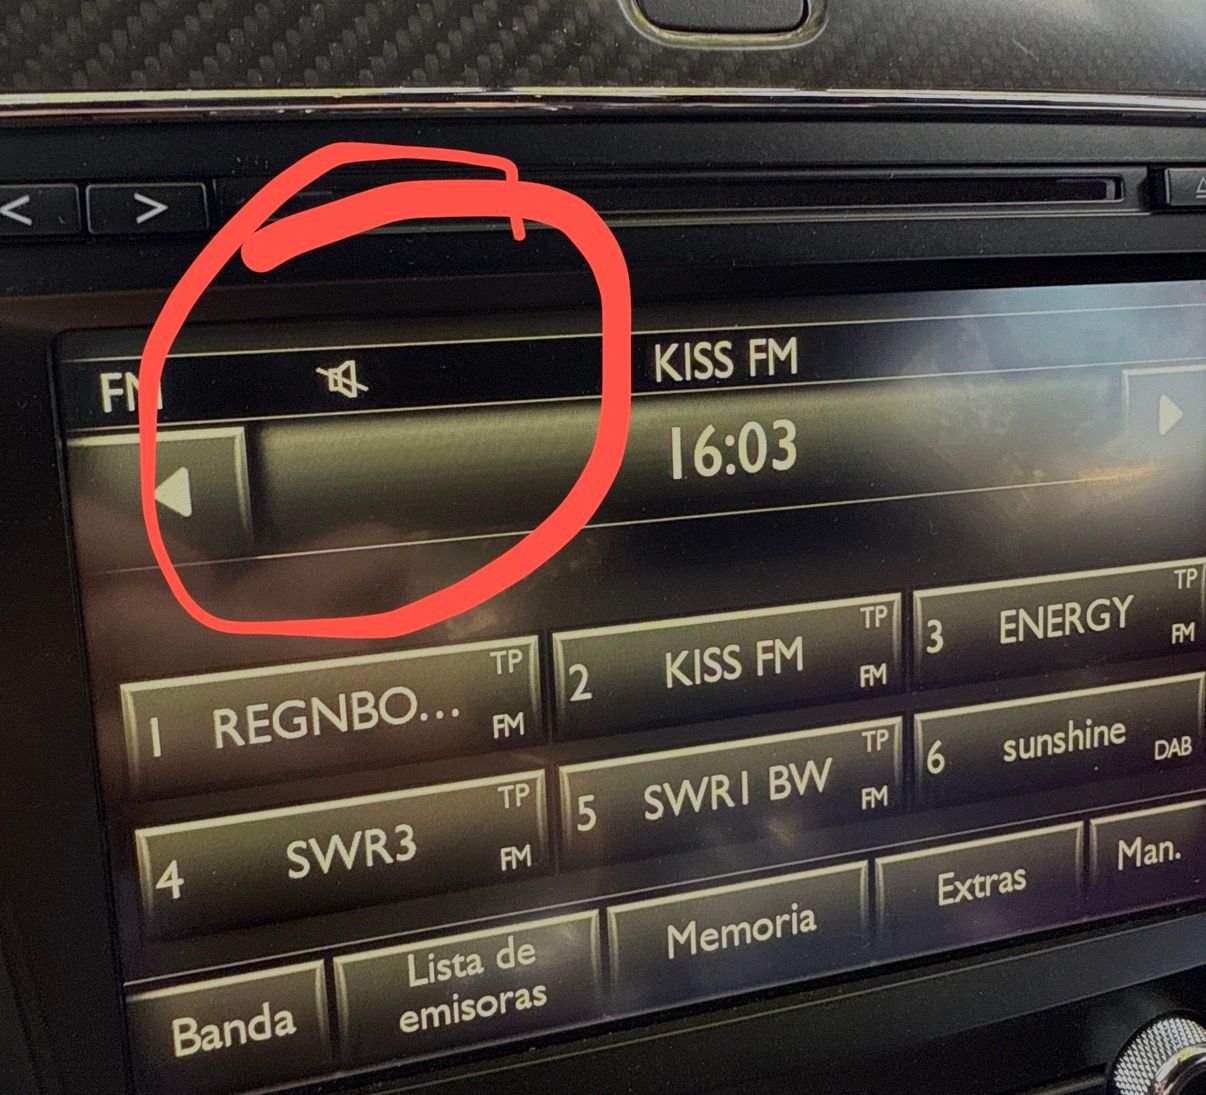 < >
FM KISS FM
16:03
1 REGNBO... TP FM
2 KISS FM TP FM
3 ENERGY TP FM
4 SWR3 TP FM
5 SWR1 BW TP FM
6 sunshine DAB
Banda
Lista de
emisoras
Memoria
Extras
Man.